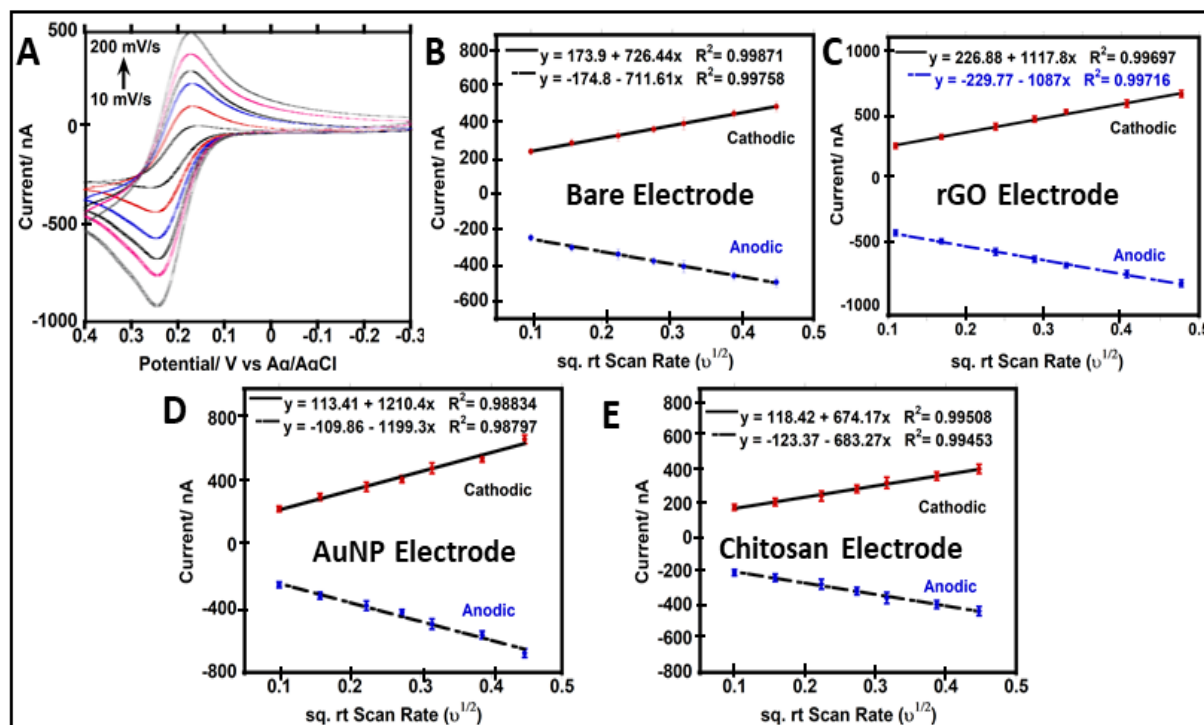 A
200 mV/s
10 mV/s
500
0
-500
-1000
Current/ nA
0.4 0.3 0.2 0.1 0 -0.1 -0.2 -0.3
Potential/ V vs Ag/AgCl
B
y = 173.9 + 726.44x R²= 0.99871
y = -174.8 - 711.61x R²= 0.99758
800
600
400
200
0
-200
-400
-600
Current/ nA
Cathodic
Bare Electrode
Anodic
0.1 0.2 0.3 0.4 0.5
sq. rt Scan Rate (υ^1/2)
C
y = 226.88 + 1117.8x R²= 0.99697
y = -229.77 - 1087x R²= 0.99716
1000
500
0
-500
-1000
Current/ nA
Cathodic
rGO Electrode
Anodic
0.1 0.2 0.3 0.4 0.5
sq. rt Scan Rate (υ^1/2)
D
y = 113.41 + 1210.4x R²= 0.98834
y = -109.86 - 1199.3x R²= 0.98797
800
400
0
-400
-800
Current/ nA
Cathodic
AuNP Electrode
Anodic
0.1 0.2 0.3 0.4 0.5
sq. rt Scan Rate (υ^1/2)
E
y = 118.42 + 674.17x R²= 0.99508
y = -123.37 - 683.27x R²= 0.99453
800
600
400
200
0
-200
-400
-600
-800
Current/ nA
Cathodic
Chitosan Electrode
Anodic
0.1 0.2 0.3 0.4 0.5
sq. rt Scan Rate (υ^1/2)